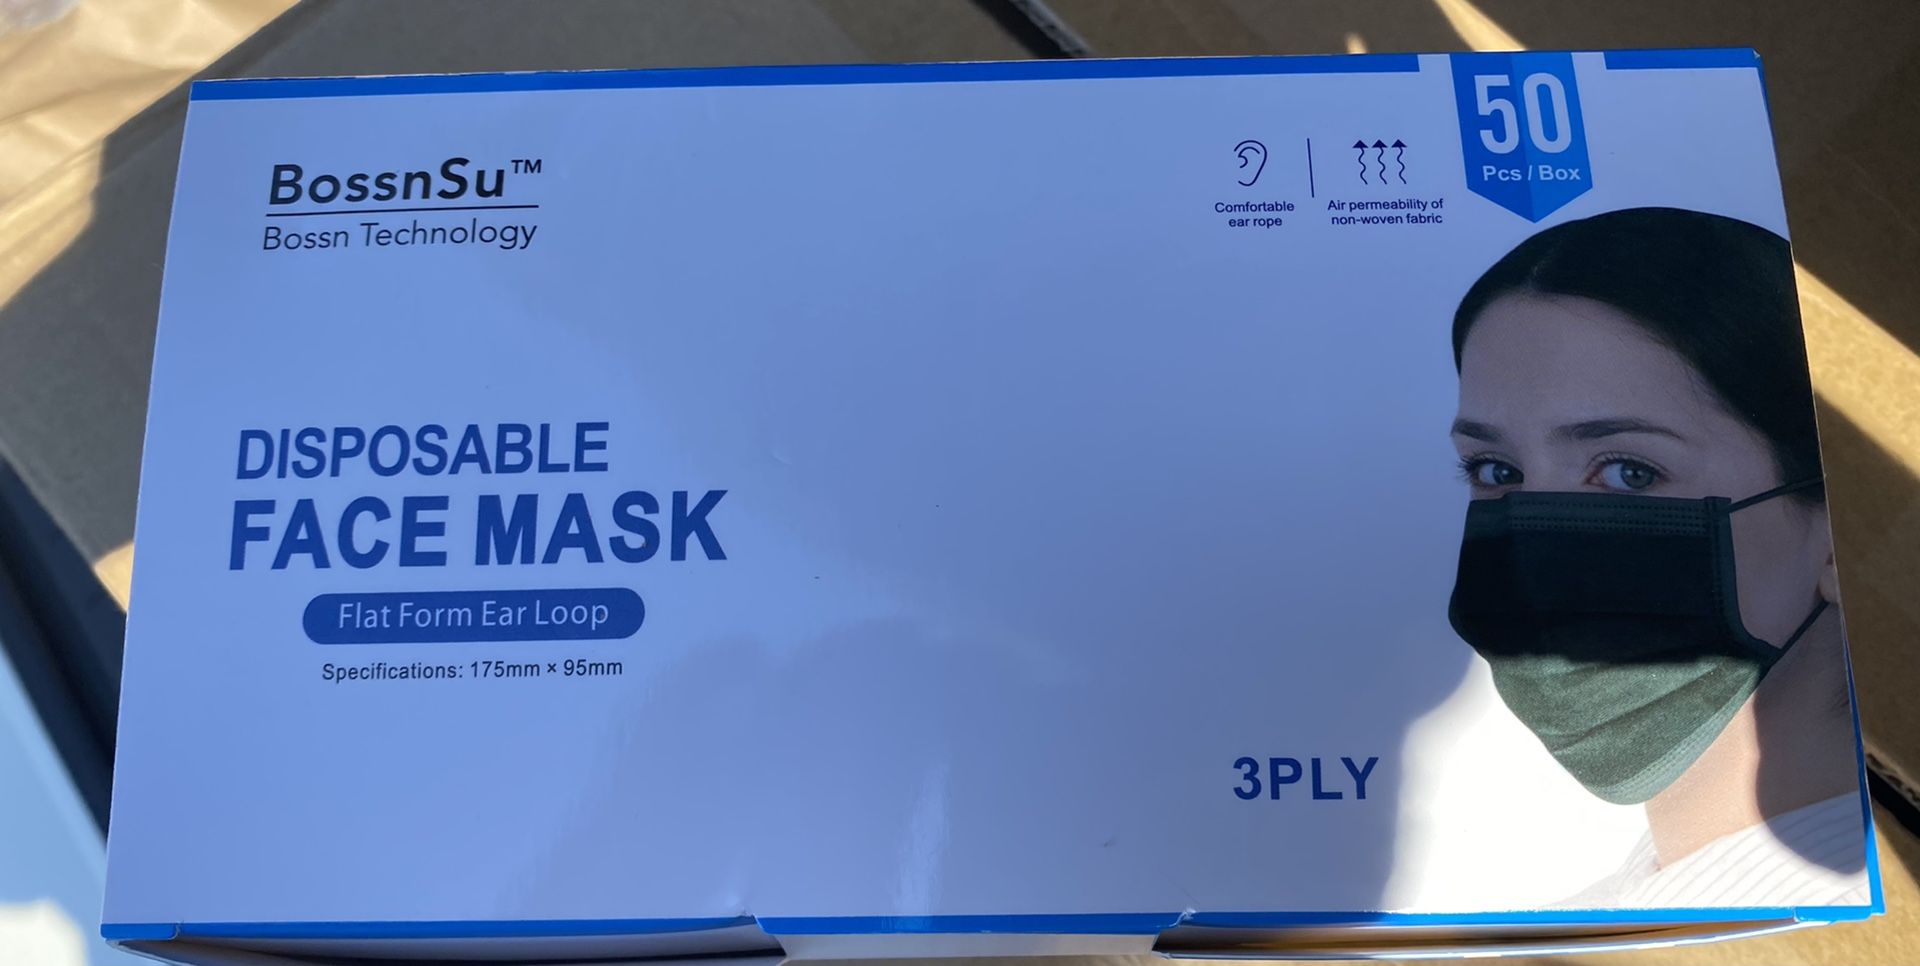 BossnSu™
Bossn Technology
Comfortable
ear rope
Air permeability of
non-woven fabric
50
Pcs / Box
DISPOSABLE
FACE MASK
Flat Form Ear Loop
Specifications: 175mm × 95mm
3PLY